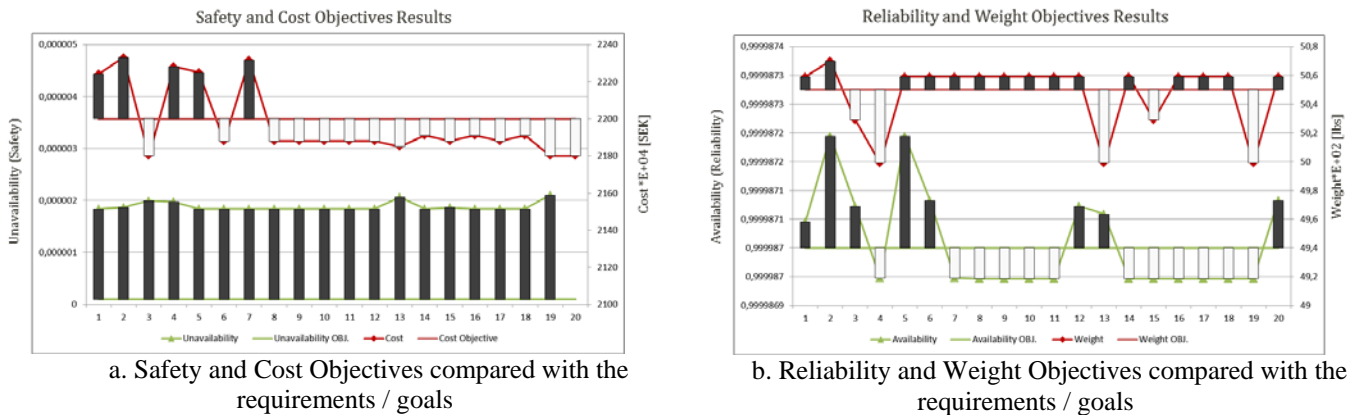 Safety and Cost Objectives Results
0,000005
0,000004
0,000003
0,000002
0,000001
0
Unavailability (Safety)
2240
2220
2200
2180
2160
2140
2120
2100
Cost *E+04 [SEK]
1 2 3 4 5 6 7 8 9 10 11 12 13 14 15 16 17 18 19 20
Unavailability Unavailability OBJ. Cost Cost Objective
a. Safety and Cost Objectives compared with the
requirements / goals
Reliability and Weight Objectives Results
0,9999874
0,9999873
0,9999873
0,9999872
0,9999872
0,9999871
0,9999871
0,999987
0,999987
0,9999869
Availability (Reliability)
50,8
50,6
50,4
50,2
50
49,8
49,6
49,4
49,2
49
Weight*E+02 [lbs]
1 2 3 4 5 6 7 8 9 10 11 12 13 14 15 16 17 18 19 20
Availability Availability OBJ. Weight Weight OBJ.
b. Reliability and Weight Objectives compared with the
requirements / goals